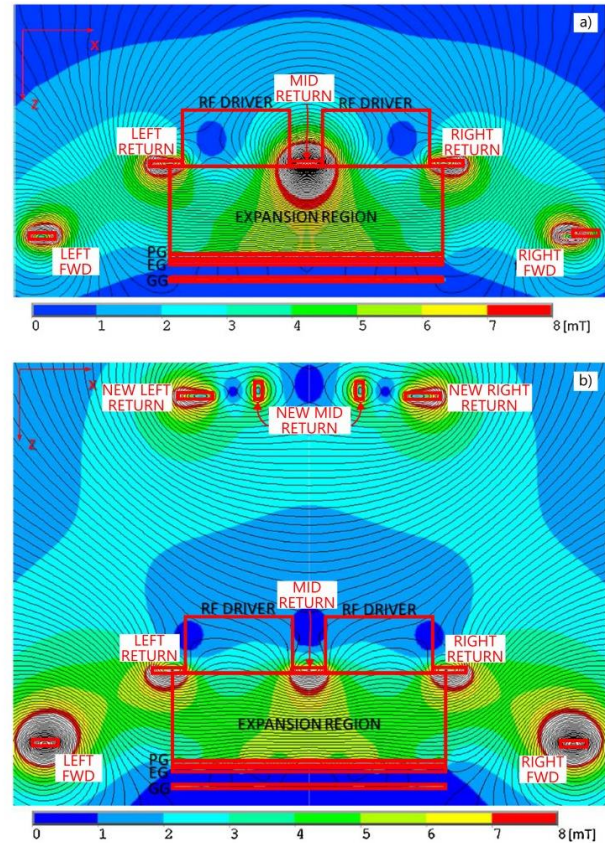 a)
X
Z
MID
RETURN
RF DRIVER
RF DRIVER
LEFT
RETURN
RIGHT
RETURN
EXPANSION REGION
LEFT
FWD
RIGHT
FWD
PG
EG
GG
0 1 2 3 4 5 6 7 8[mT]
b)
X
Z
NEW LEFT
RETURN
NEW RIGHT
RETURN
NEW MID
RETURN
MID
RETURN
RF DRIVER
RF DRIVER
LEFT
RETURN
RIGHT
RETURN
EXPANSION REGION
LEFT
FWD
RIGHT
FWD
PG
EG
GG
0 1 2 3 4 5 6 7 8[mT]